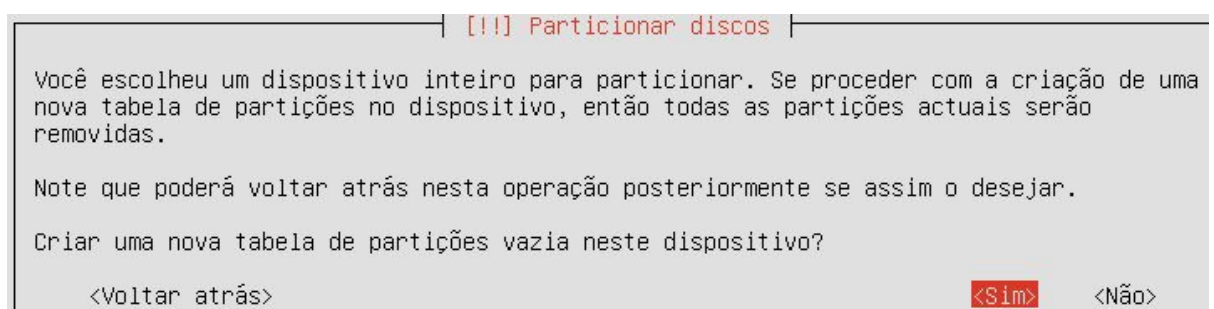 [!!] Particionar discos
Você escolheu um dispositivo inteiro para particionar. Se proceder com a criação de uma
nova tabela de partições no dispositivo, então todas as partições actuais serão
removidas.
Note que poderá voltar atrás nesta operação posteriormente se assim o desejar.
Criar uma nova tabela de partições vazia neste dispositivo?
<Voltar atrás> <Sim> <Não>